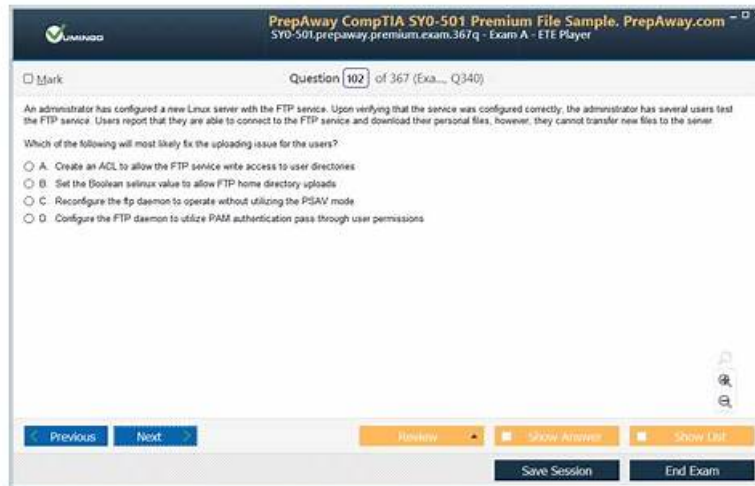 PrepAway CompTIA SY0-501 Premium File Sample. PrepAway.com
SY0-501.prepaway.premium.exam.367q - Exam A - ETE Player
VUMINGO
Mark
Question 102 of 367 (Exa..., Q340)
An administrator has configured a new Linux server with the FTP service. Upon verifying that the service was configured correctly, the administrator has several users test
the FTP service. Users report that they are able to connect to the FTP service and download their personal files, however, they cannot transfer new files to the server.
Which of the following will most likely fix the uploading issue for the users?
A. Create an ACL to allow the FTP service write access to user directories
B. Set the Boolean selinux value to allow FTP home directory uploads
C. Reconfigure the ftp daemon to operate without utilizing the PSAV mode
D. Configure the FTP daemon to utilize PAM authentication pass through user permissions
Previous Next Review Show Answer Show List
Save Session End Exam